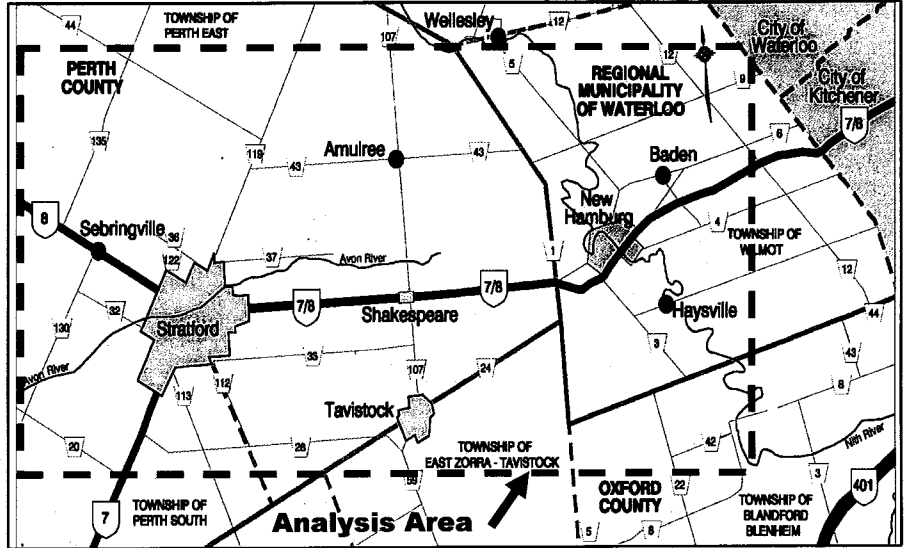 44
TOWNSHIP OF
PERTH EAST
107
Wellesley
12
City of
Waterloo
PERTH
COUNTY
5
REGIONAL
MUNICIPALITY
OF WATERLOO
12
9
City of
Kitchener
7/8
135
119
43
Amulree
43
Baden
6
8
Sebringville
36
122
37
Avon River
New
Hamburg
4
TOWNSHIP OF
WILMOT
1
130
32
Stratford
7/8
Shakespeare
7/8
Haysville
12
44
Avon River
33
113
112
107
24
3
43
8
Tavistock
20
26
TOWNSHIP OF
EAST ZORRA - TAVISTOCK
42
Nith River
59
OXFORD
COUNTY
22
3
401
7
TOWNSHIP OF
PERTH SOUTH
Analysis Area
5
8
TOWNSHIP OF
BLANDFORD
BLENHEIM